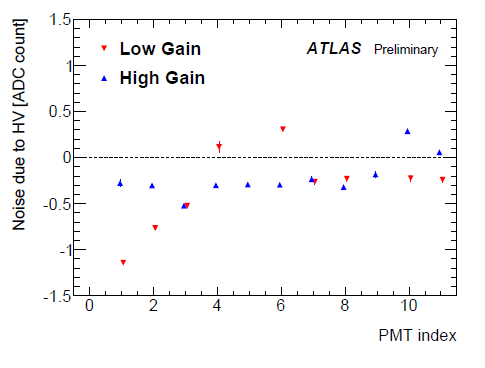 1.5
Low Gain
ATLAS Preliminary
1
High Gain
0.5
0
-0.5
-1
-1.5
0 2 4 6 8 10
PMT index
Noise due to HV [ADC count]